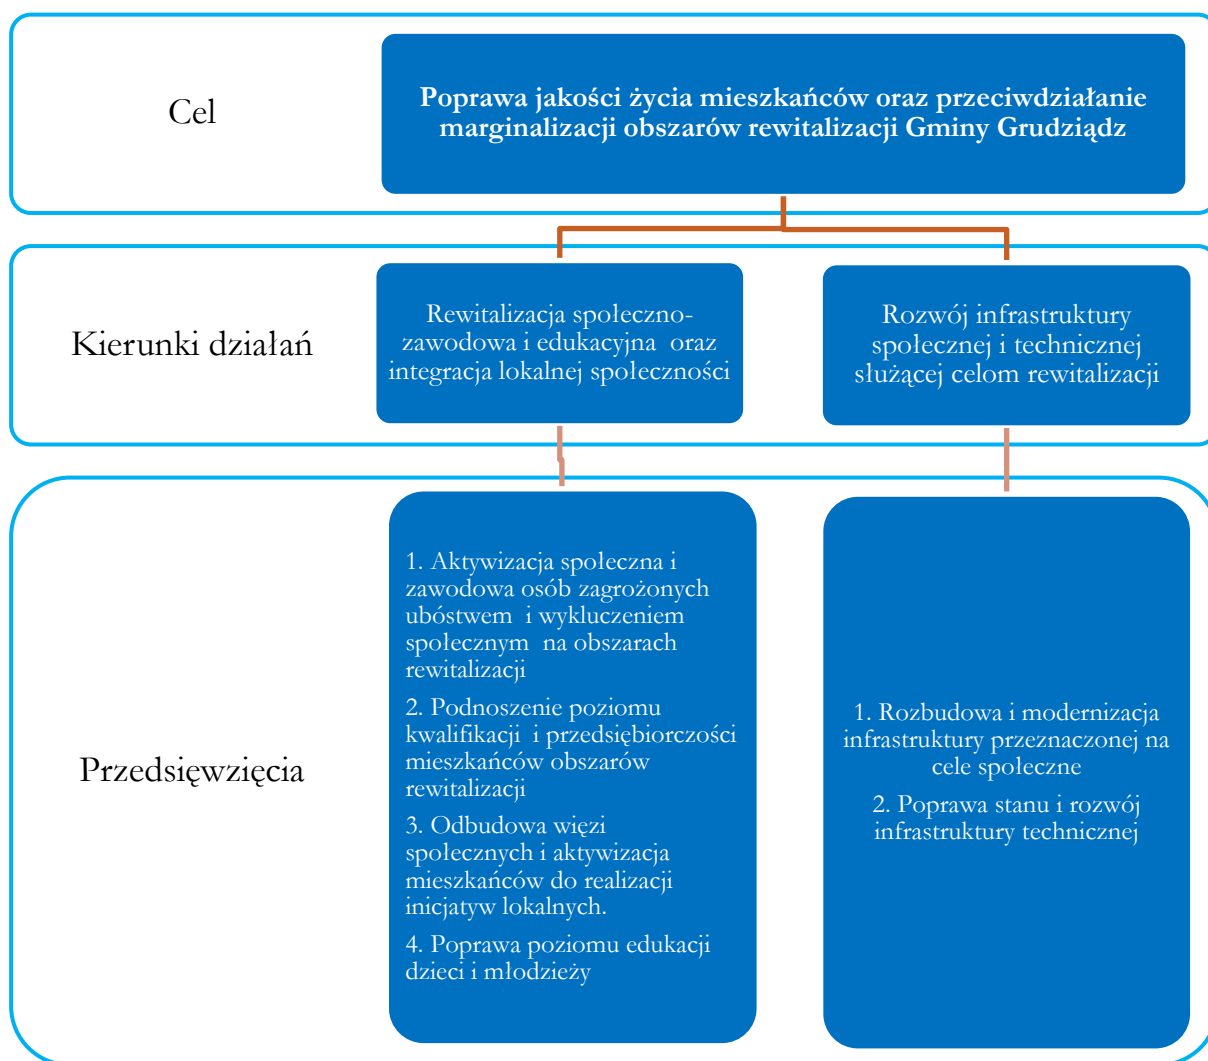 Cel
Poprawa jakości życia mieszkańców oraz przeciwdziałanie
marginalizacji obszarów rewitalizacji Gminy Grudziądz
Kierunki działań
Rewitalizacja społeczno-
zawodowa i edukacyjna oraz
integracja lokalnej społeczności
Rozwój infrastruktury
społecznej i technicznej
służącej celom rewitalizacji
Przedsięwzięcia
1. Aktywizacja społeczna i
zawodowa osób zagrożonych
ubóstwem i wykluczeniem
społecznym na obszarach
rewitalizacji
2. Podnoszenie poziomu
kwalifikacji i przedsiębiorczości
mieszkańców obszarów
rewitalizacji
3. Odbudowa więzi
społecznych i aktywizacja
mieszkańców do realizacji
inicjatyw lokalnych.
4. Poprawa poziomu edukacji
dzieci i młodzieży
1. Rozbudowa i modernizacja
infrastruktury przeznaczonej na
cele społeczne
2. Poprawa stanu i rozwój
infrastruktury technicznej